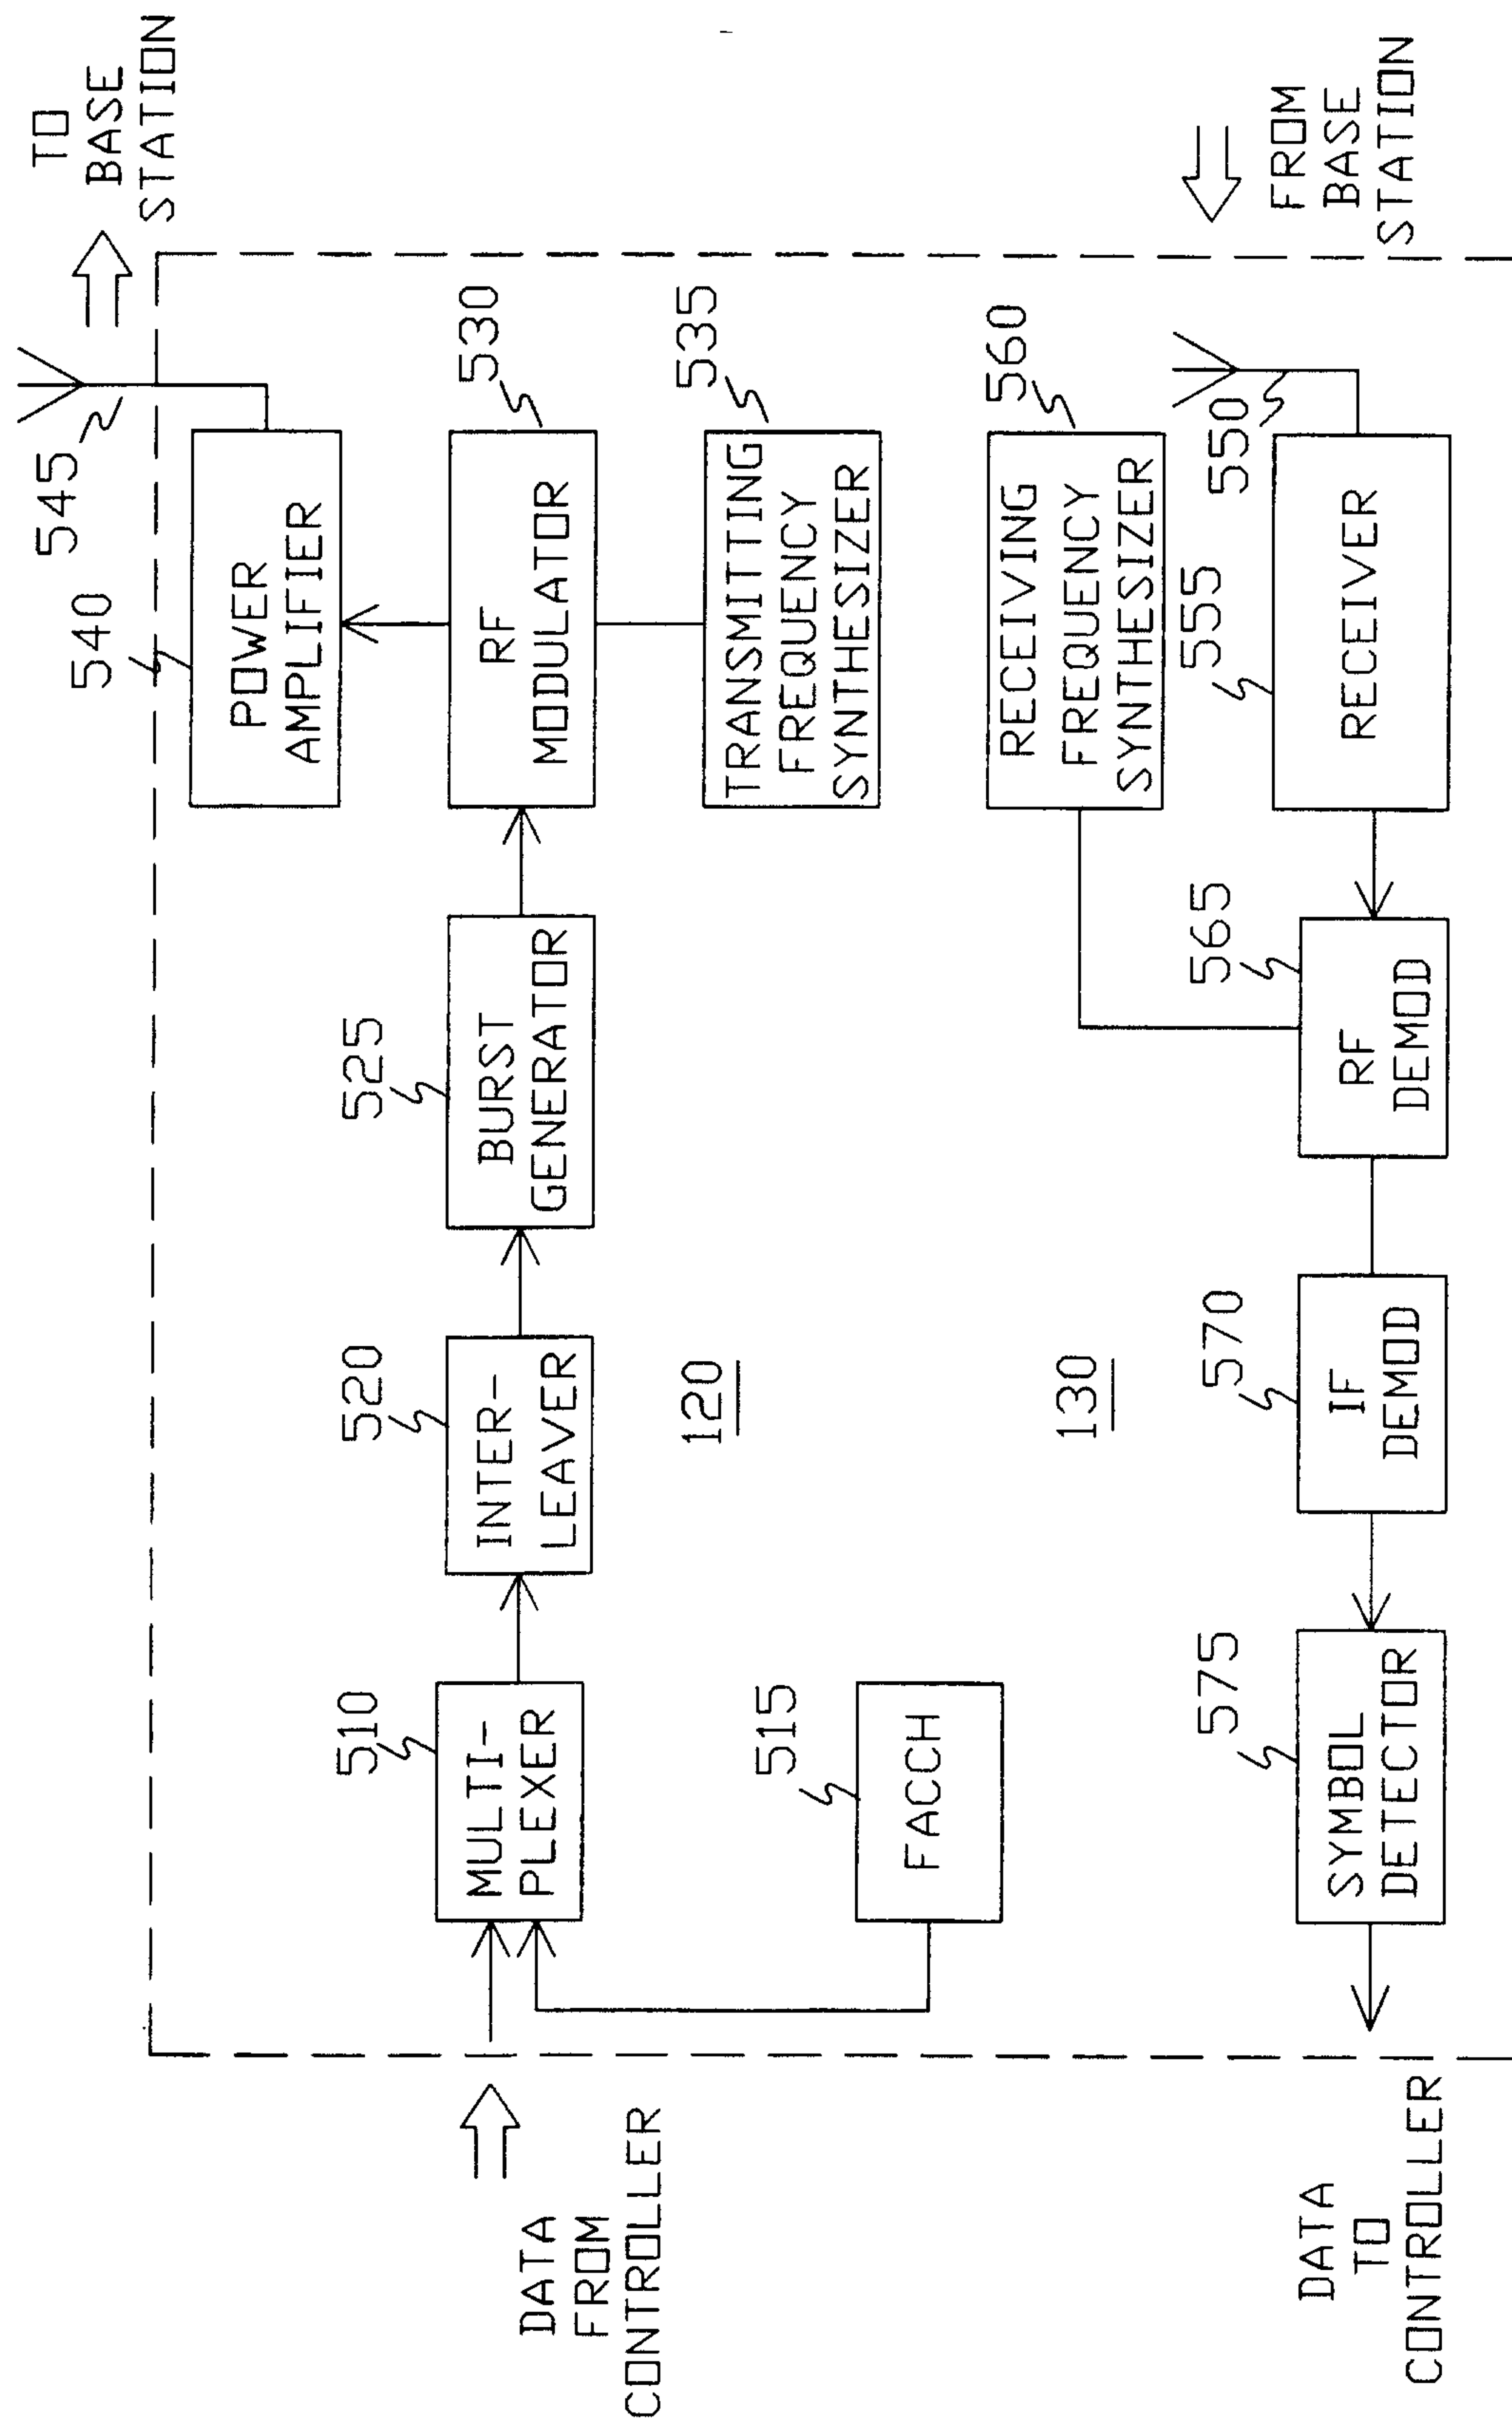 TO
BASE
STATION
545
540
POWER
AMPLIFIER
510
MULTI-
PLEXER
520
INTER-
LEAVER
525
BURST
GENERATOR
530
RF
MODULATOR
DATA
FROM
CONTROLLER
535
TRANSMITTING
FREQUENCY
SYNTHESIZER
120
515
FACCH
560
RECEIVING
FREQUENCY
SYNTHESIZER
130
FROM
BASE
STATION
550
555
RECEIVER
565
RF
DEMOD
570
IF
DEMOD
575
SYMBOL
DETECTOR
DATA
TO
CONTROLLER